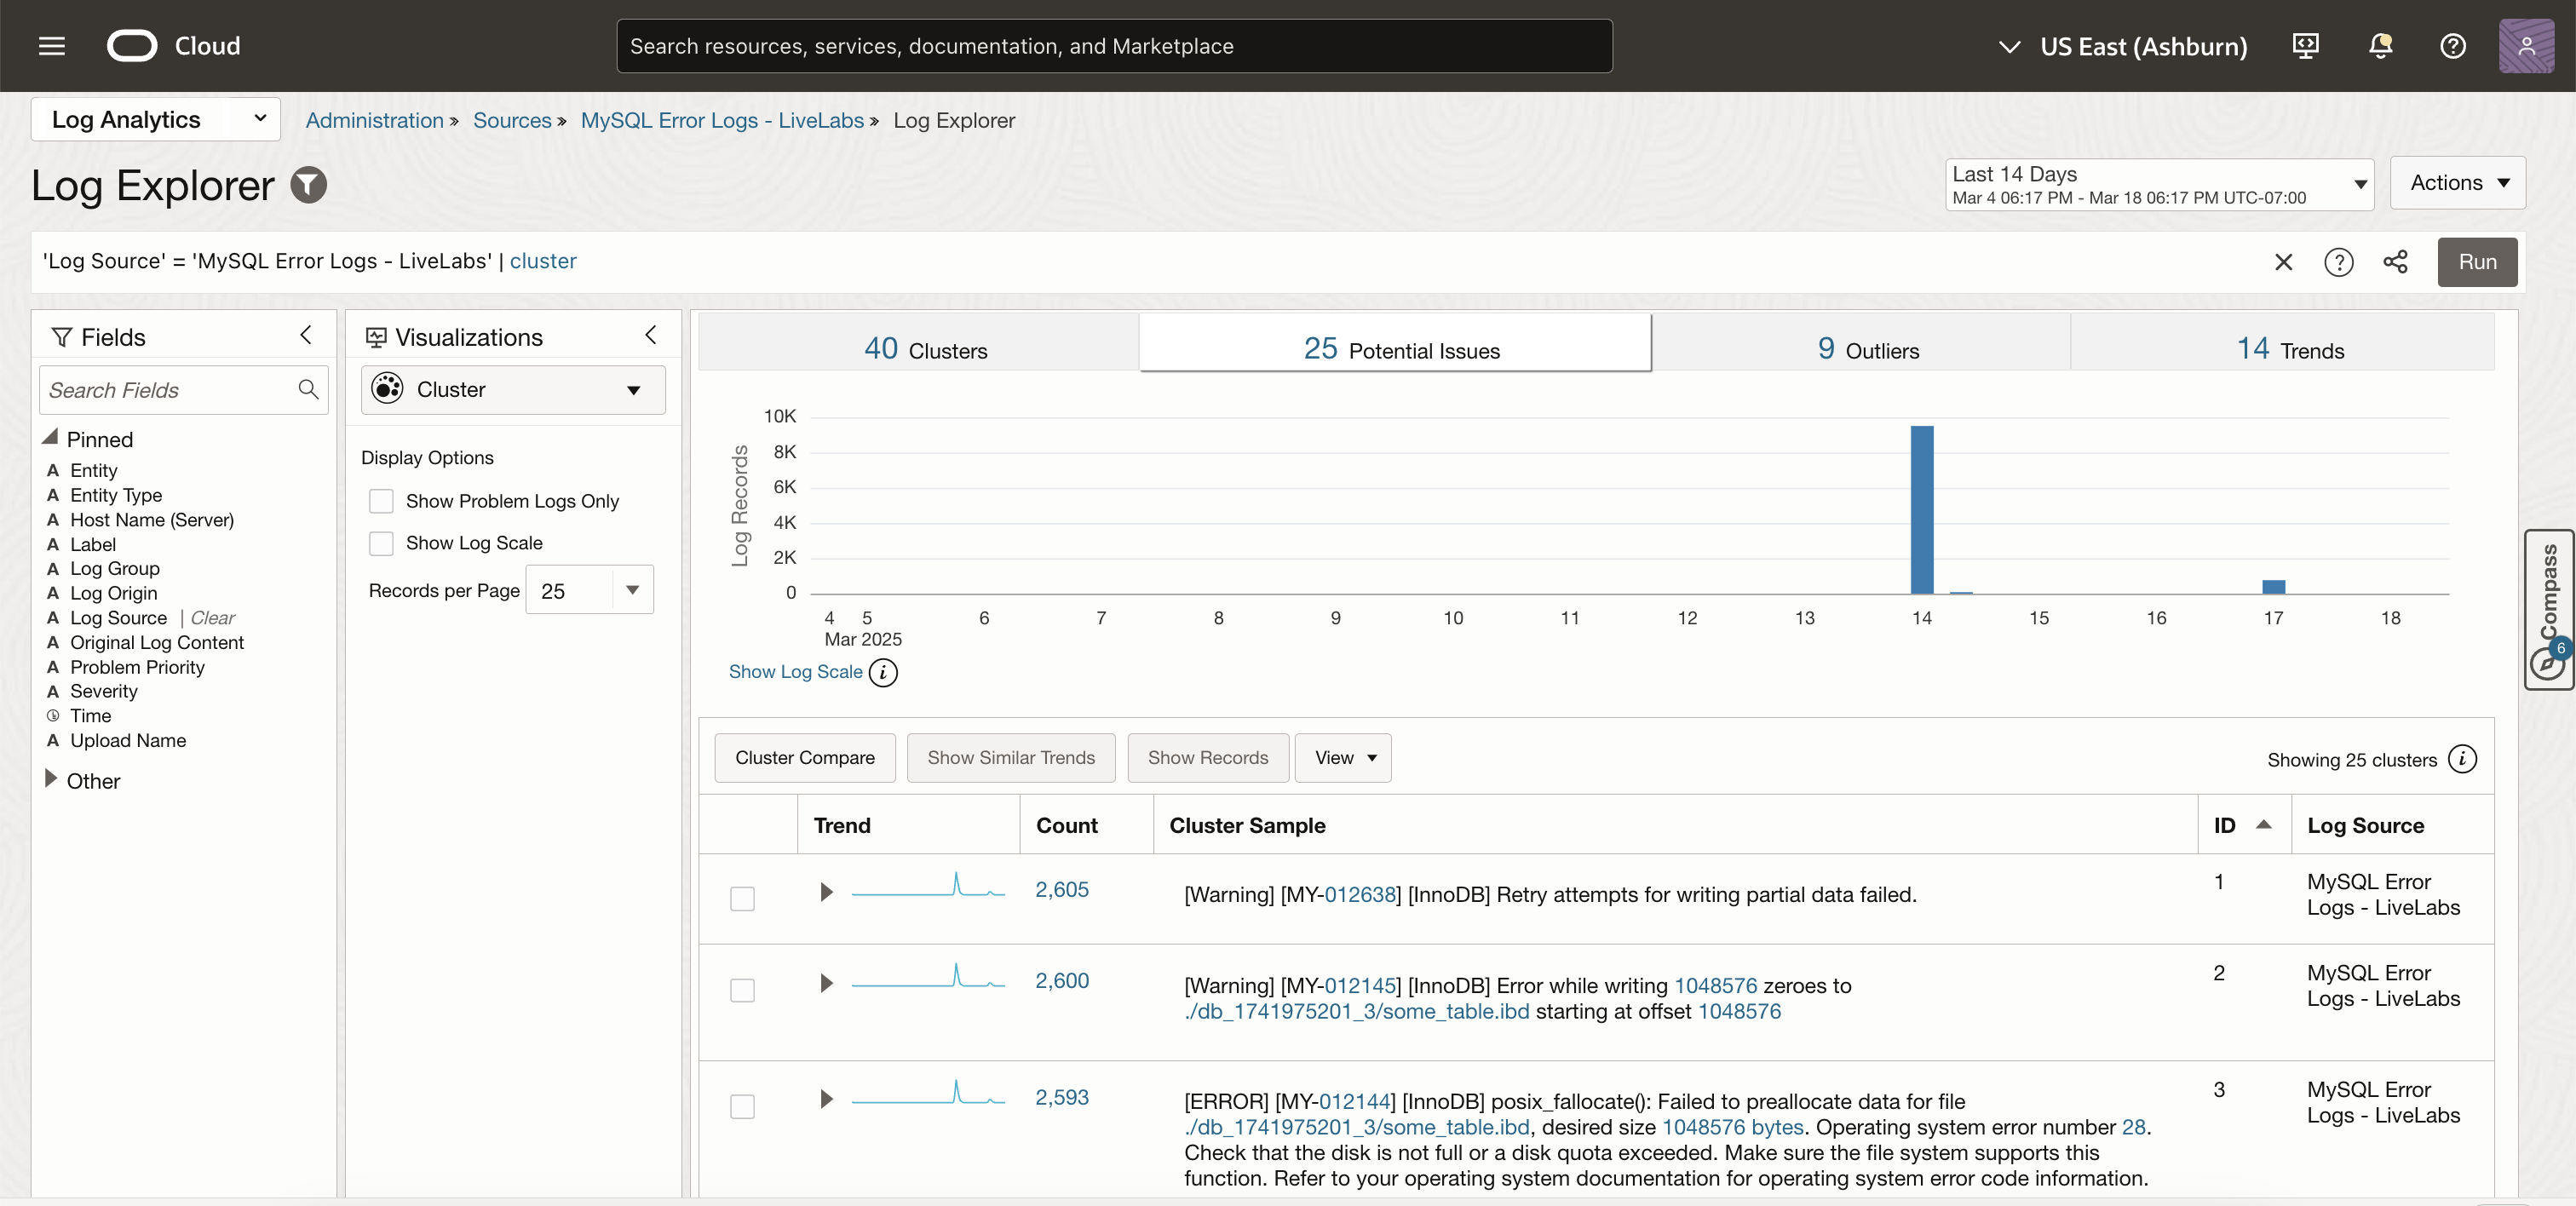 Cloud
Search resources, services, documentation, and Marketplace
US East (Ashburn)
Log Analytics
Administration » Sources » MySQL Error Logs - LiveLabs » Log Explorer
Log Explorer
Last 14 Days
Mar 4 06:17 PM - Mar 18 06:17 PM UTC-07:00
Actions
'Log Source' = 'MySQL Error Logs - LiveLabs' | cluster
Run
Fields
Search Fields
Pinned
A Entity
A Entity Type
A Host Name (Server)
A Label
A Log Group
A Log Origin
A Log Source | Clear
A Original Log Content
A Problem Priority
A Severity
Time
A Upload Name
Other
Visualizations
Cluster
Display Options
Show Problem Logs Only
Show Log Scale
Records per Page 25
40 Clusters
25 Potential Issues
9 Outliers
14 Trends
Log Records
10K
8K
6K
4K
2K
0
4 5 6 7 8 9 10 11 12 13 14 15 16 17 18
Mar 2025
Show Log Scale i
Compass
6
Cluster Compare
Show Similar Trends
Show Records
View
Showing 25 clusters i
Trend Count Cluster Sample ID Log Source
2,605
[Warning] [MY-012638] [InnoDB] Retry attempts for writing partial data failed.
1
MySQL Error
Logs - LiveLabs
2,600
[Warning] [MY-012145] [InnoDB] Error while writing 1048576 zeroes to
./db_1741975201_3/some_table.ibd starting at offset 1048576
2
MySQL Error
Logs - LiveLabs
2,593
[ERROR] [MY-012144] [InnoDB] posix_fallocate(): Failed to preallocate data for file
./db_1741975201_3/some_table.ibd, desired size 1048576 bytes. Operating system error number 28.
Check that the disk is not full or a disk quota exceeded. Make sure the file system supports this
function. Refer to your operating system documentation for operating system error code information.
3
MySQL Error
Logs - LiveLabs